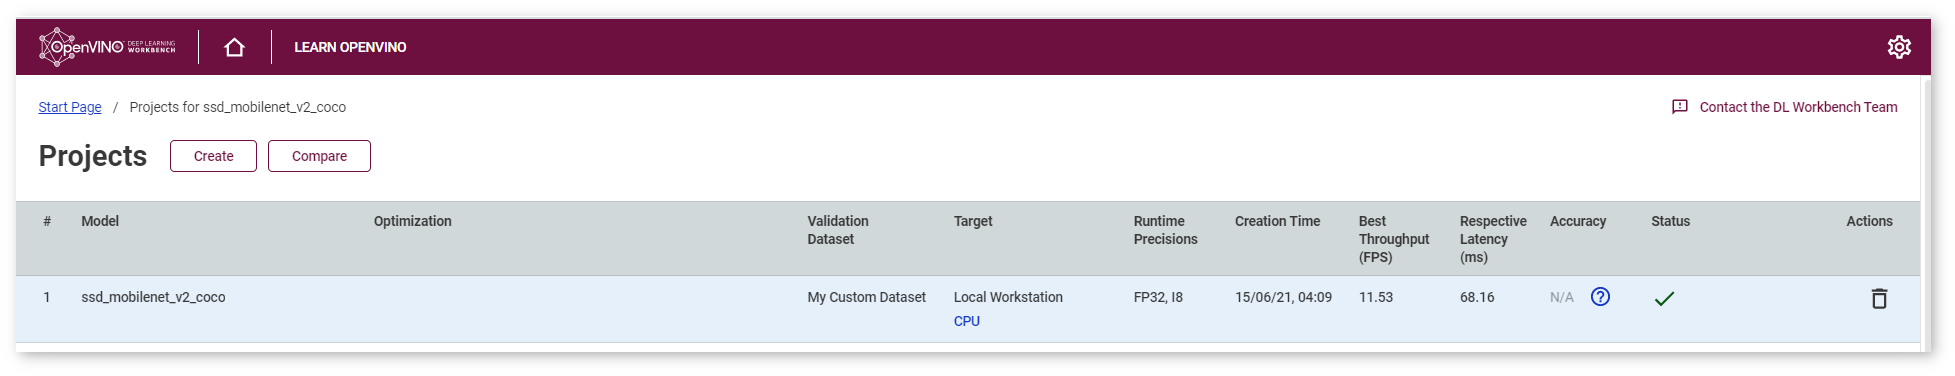 OpenVINO™ DEEP LEARNING WORKBENCH
LEARN OPENVINO
Start Page / Projects for ssd_mobilenet_v2_coco
Contact the DL Workbench Team
Projects
Create
Compare
# Model Optimization Validation Dataset Target Runtime Precisions Creation Time Best Throughput (FPS) Respective Latency (ms) Accuracy Status Actions
1 ssd_mobilenet_v2_coco My Custom Dataset Local Workstation FP32, I8 15/06/21, 04:09 11.53 68.16 N/A ?
CPU